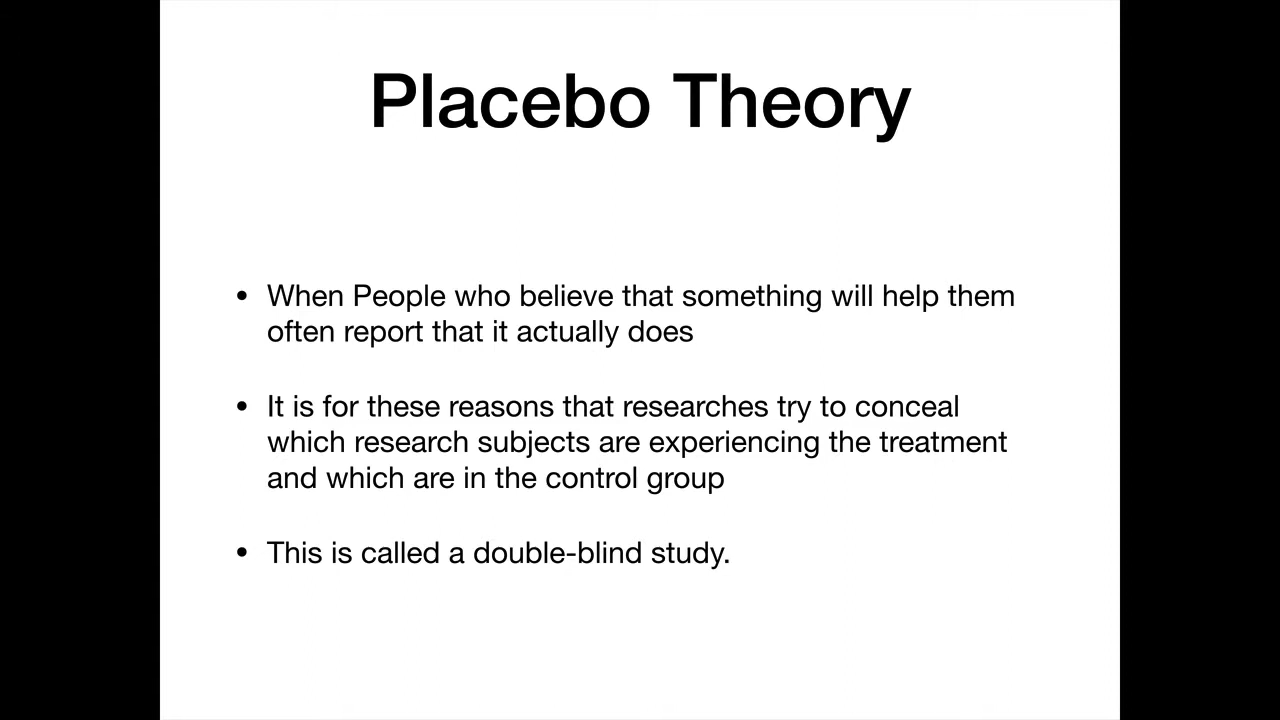 Placebo Theory
• When People who believe that something will help them
often report that it actually does
• It is for these reasons that researches try to conceal
which research subjects are experiencing the treatment
and which are in the control group
• This is called a double-blind study.